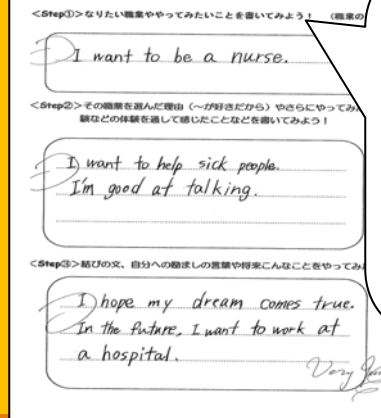 <Step①>なりたい職業ややってみたいことを書いてみよう！ （職業の
I want to be a nurse.
<Step②>その職業を選んだ理由（～が好きだから）やさらにやってみ
験などの体験を通して感じたことなどを書いてみよう！
I want to help sick people.
I'm good at talking.
<Step③>結びの文、自分への励ましの言葉や将来こんなことをやってみ
I hope my dream comes true.
In the future, I want to work at
a hospital.
Very